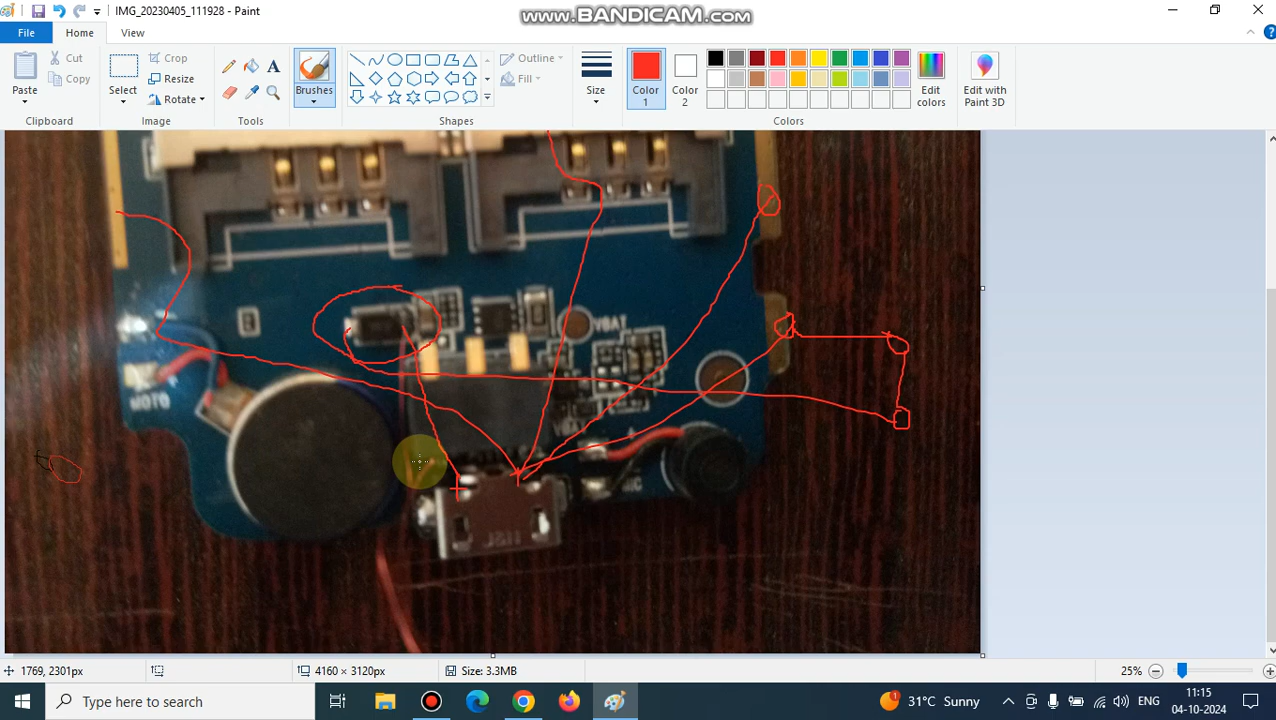 IMG_20230405_111928 - Paint
www.BANDICAM.com
File
Home
View
Paste
Cut
Copy
Clipboard
Select
Crop
Resize
Rotate
Image
Tools
Brushes
Shapes
Outline
Fill
Size
Color 1
Color 2
Edit colors
Edit with Paint 3D
Colors
VBAT
MOTO
VBAT
1769, 2301px
4160 × 3120px
Size: 3.3MB
25%
Type here to search
1
31°C Sunny
ENG
11:15
04-10-2024